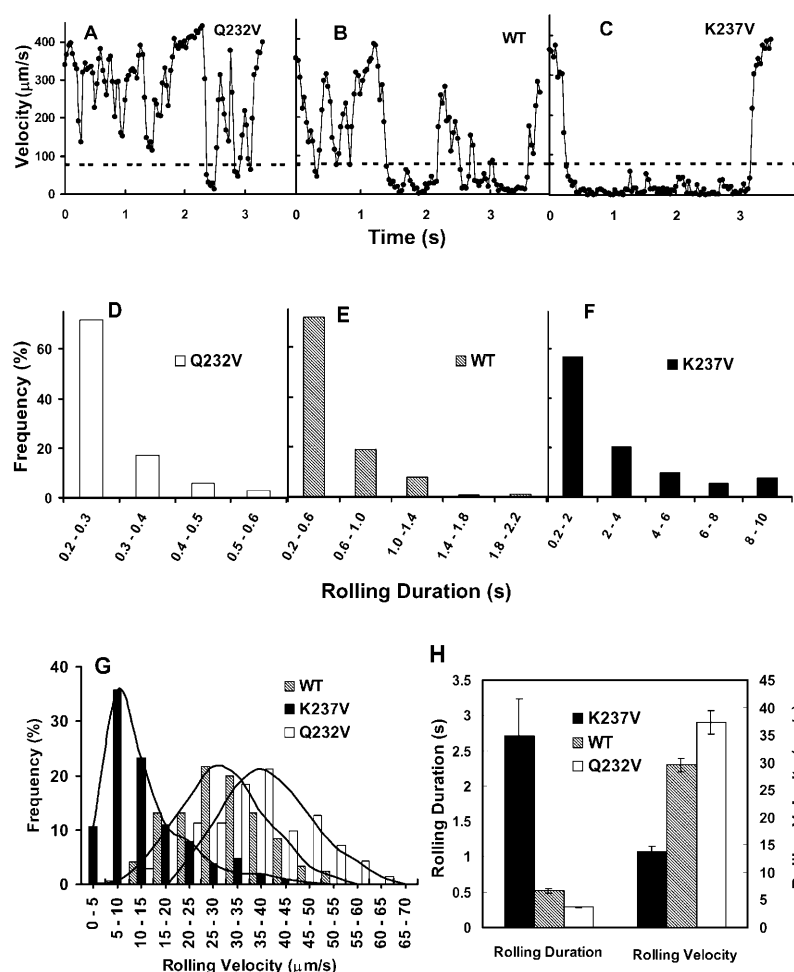 A Q232V B WT C K237V
400
300
200
100
0
Velocity (μm/s)
0 1 2 3 0 1 2 3 0 1 2 3
Time (s)
D E F
Q232V WT K237V
60
40
20
0
Frequency (%)
0.2 - 0.3 0.3 - 0.4 0.4 - 0.5 0.5 - 0.6 0.2 - 0.6 0.6 - 1.0 1.0 - 1.4 1.4 - 1.8 1.8 - 2.2 0.2 - 2 2 - 4 4 - 6 6 - 8 8 - 10
Rolling Duration (s)
G
WT
K237V
Q232V
40
30
20
10
0
Frequency (%)
0 - 5 5 - 10 10 - 15 15 - 20 20 - 25 25 - 30 30 - 35 35 - 40 40 - 45 45 - 50 50 - 55 55 - 60 60 - 65 65 - 70
Rolling Velocity (μm/s)
H
K237V
WT
Q232V
3.5
3
2.5
2
1.5
1
0.5
0
Rolling Duration (s)
45
40
35
30
25
20
15
10
5
0
Rolling Duration Rolling Velocity